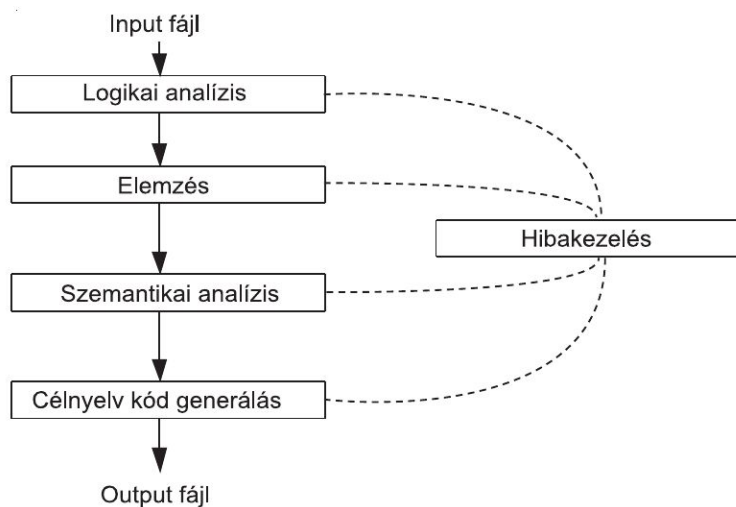 Input fájl
Logikai analízis
Elemzés
Hibakezelés
Szemantikai analízis
Célnyelv kód generálás
Output fájl